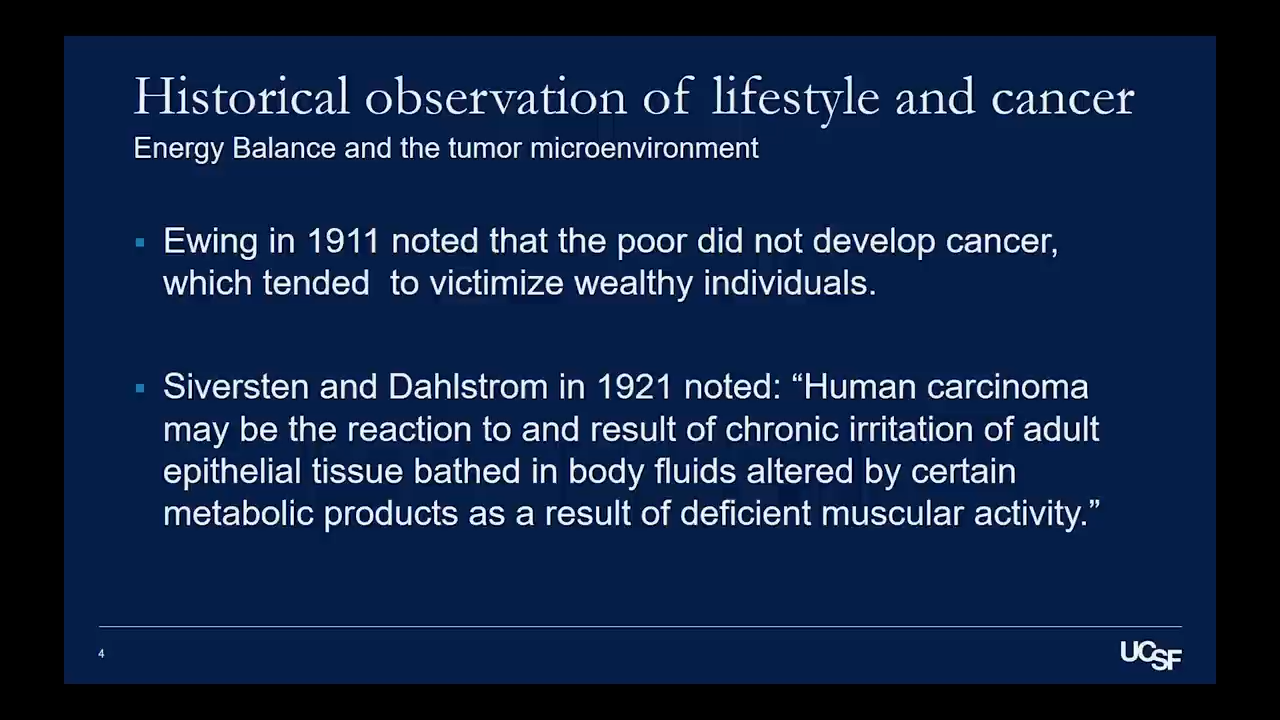 Historical observation of lifestyle and cancer
Energy Balance and the tumor microenvironment
▪ Ewing in 1911 noted that the poor did not develop cancer,
which tended  to victimize wealthy individuals.
▪ Siversten and Dahlstrom in 1921 noted: “Human carcinoma
may be the reaction to and result of chronic irritation of adult
epithelial tissue bathed in body fluids altered by certain
metabolic products as a result of deficient muscular activity.”
4
UCSF